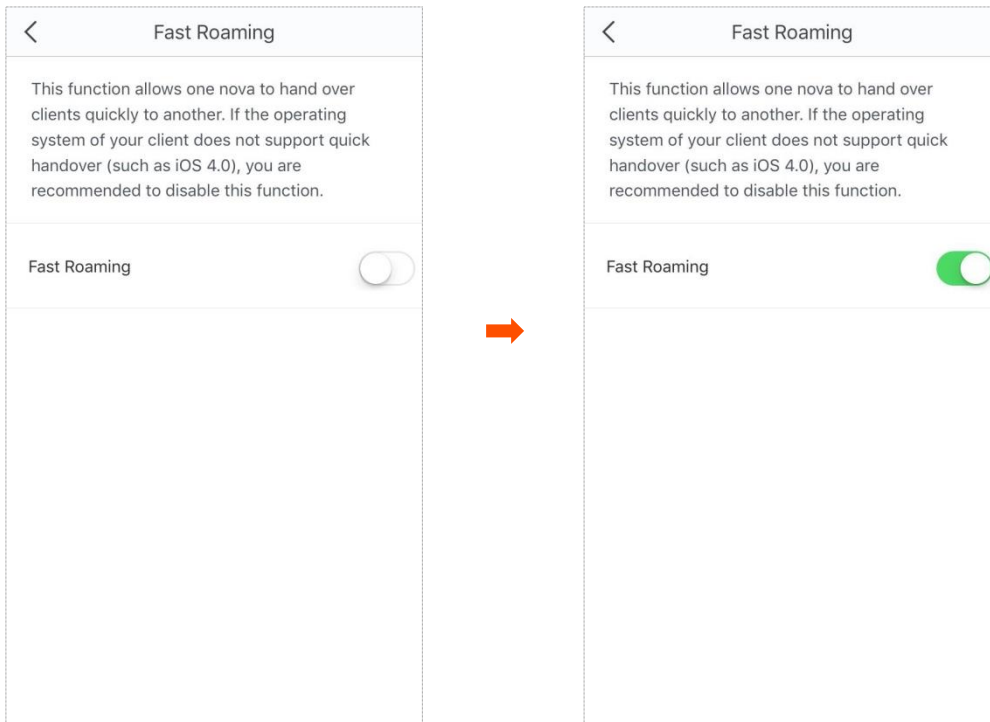 Fast Roaming
This function allows one nova to hand over
clients quickly to another. If the operating
system of your client does not support quick
handover (such as iOS 4.0), you are
recommended to disable this function.
Fast Roaming
Fast Roaming
This function allows one nova to hand over
clients quickly to another. If the operating
system of your client does not support quick
handover (such as iOS 4.0), you are
recommended to disable this function.
Fast Roaming